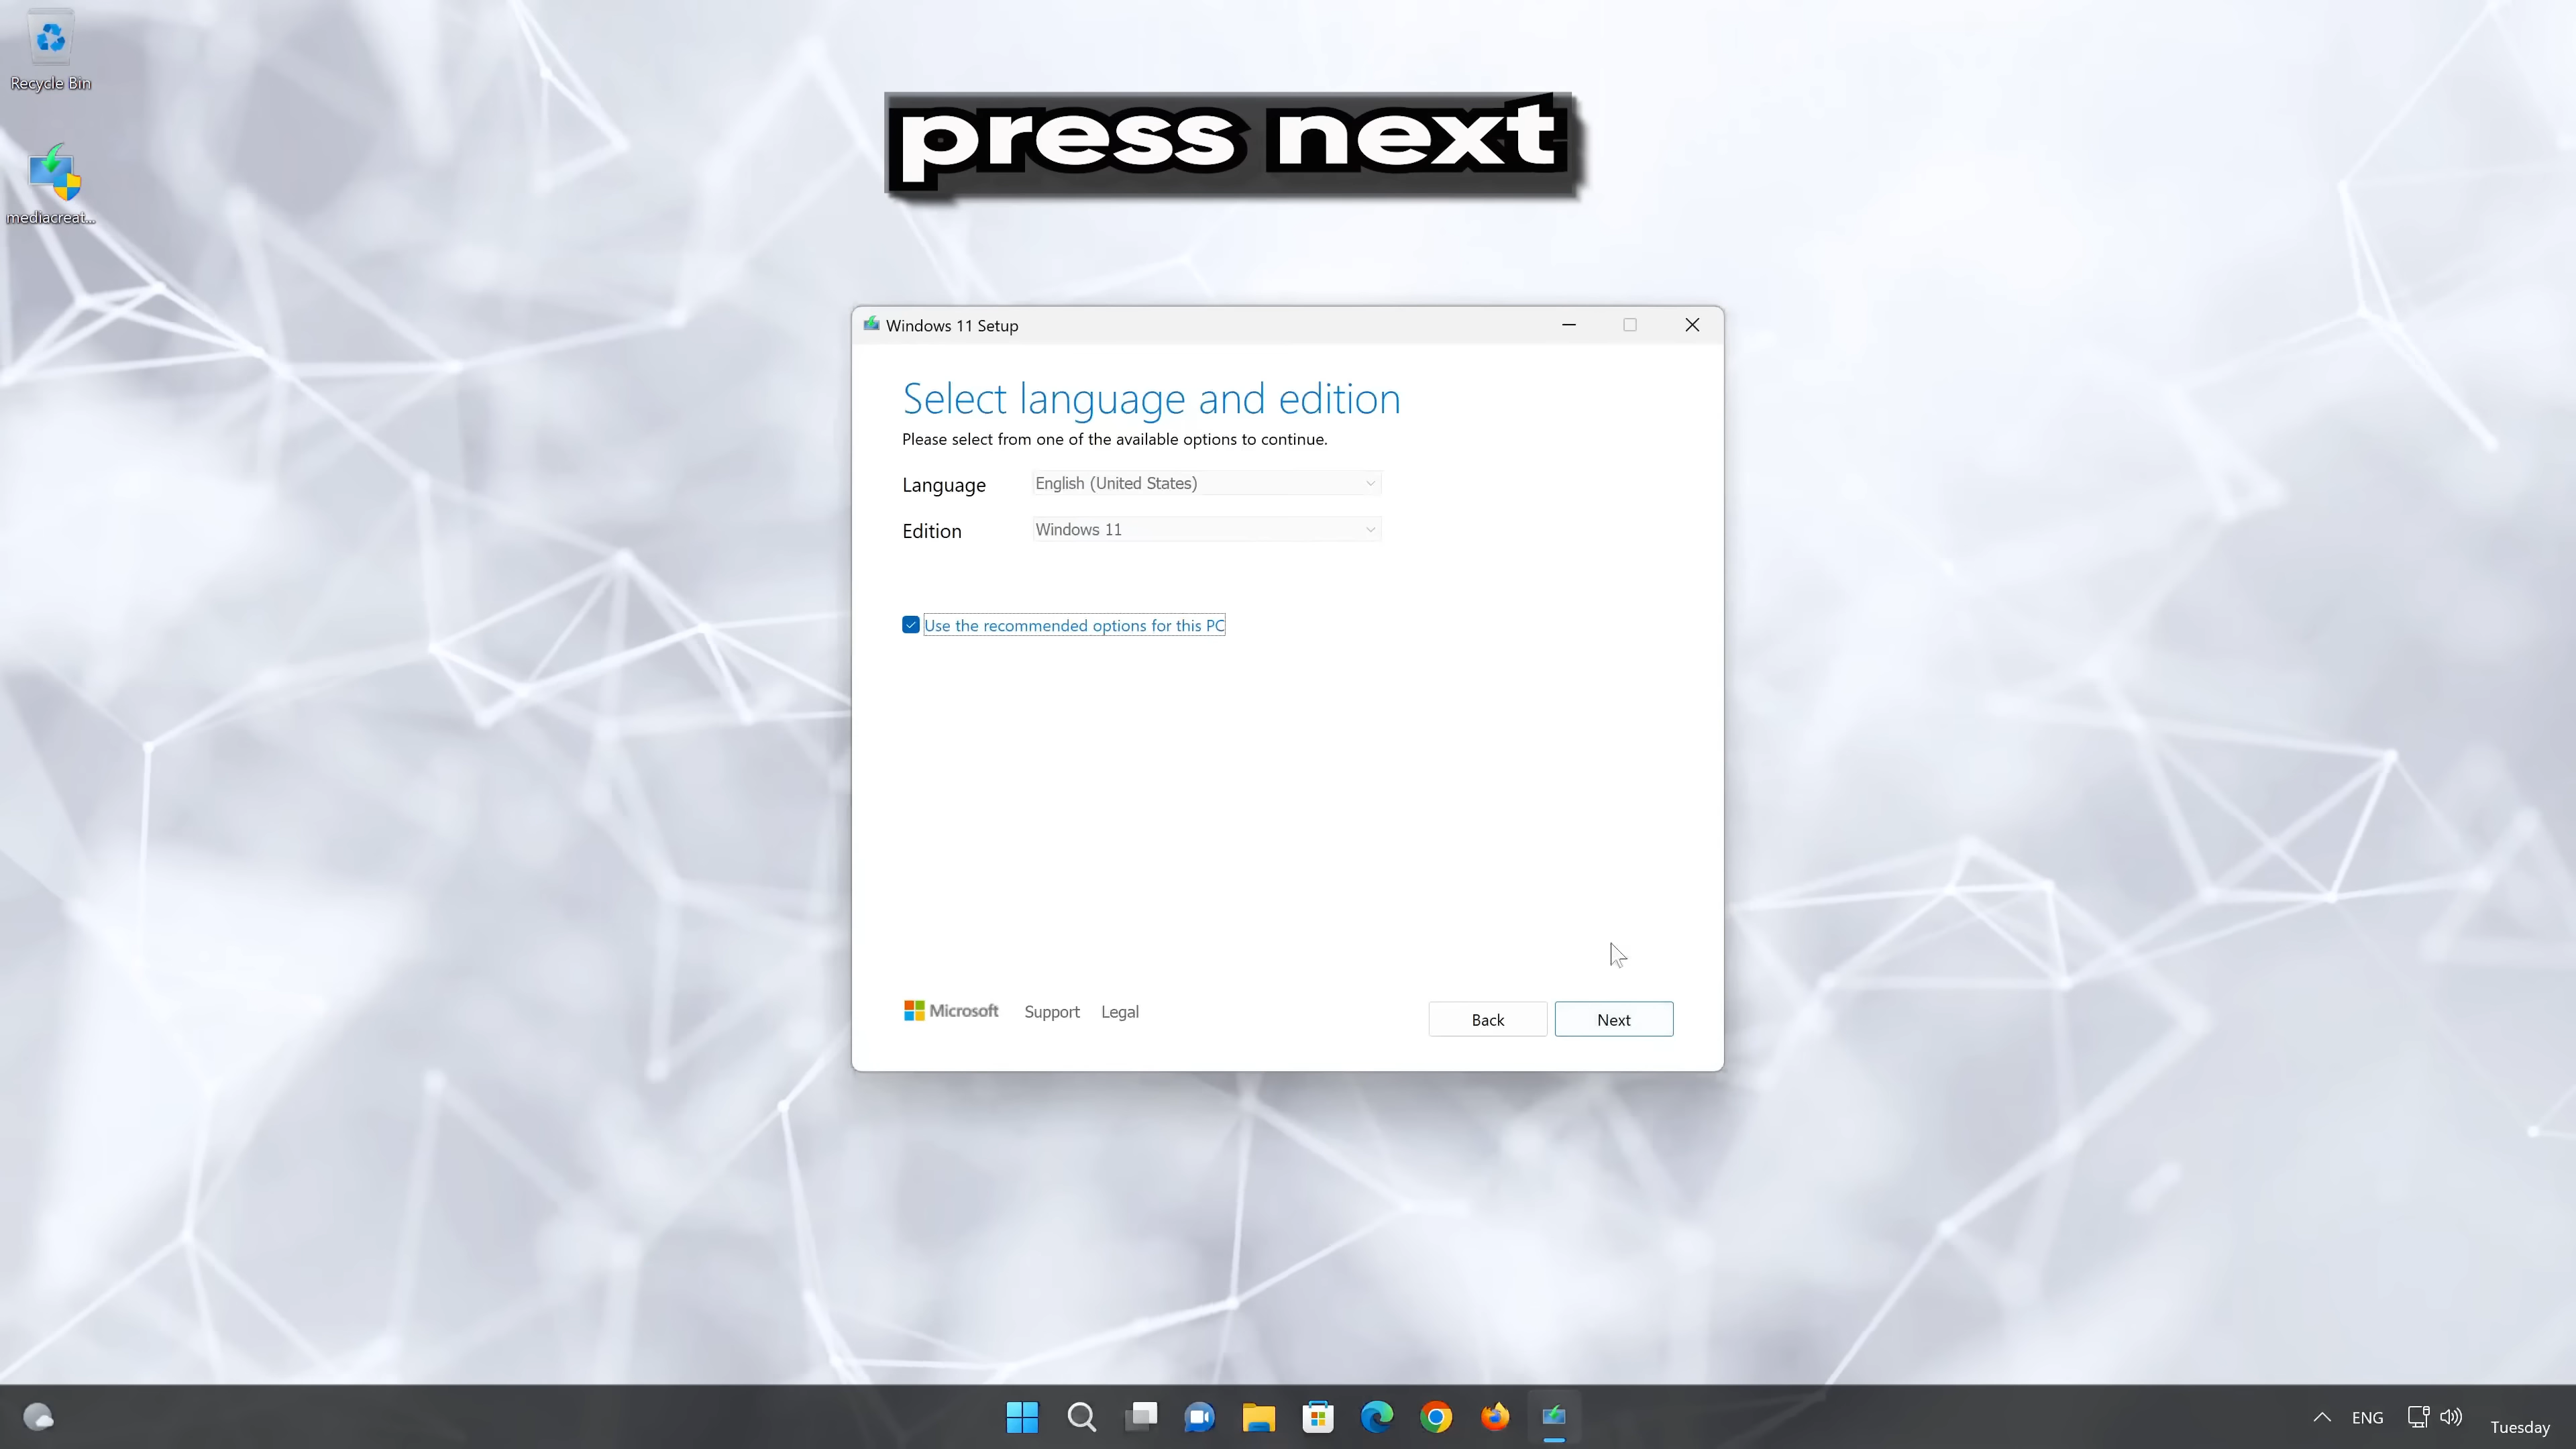 Recycle Bin
mediacreat...
press next
Windows 11 Setup
Select language and edition
Please select from one of the available options to continue.
Language English (United States)
Edition Windows 11
Use the recommended options for this PC
Microsoft Support Legal
Back Next
ENG
Tuesday